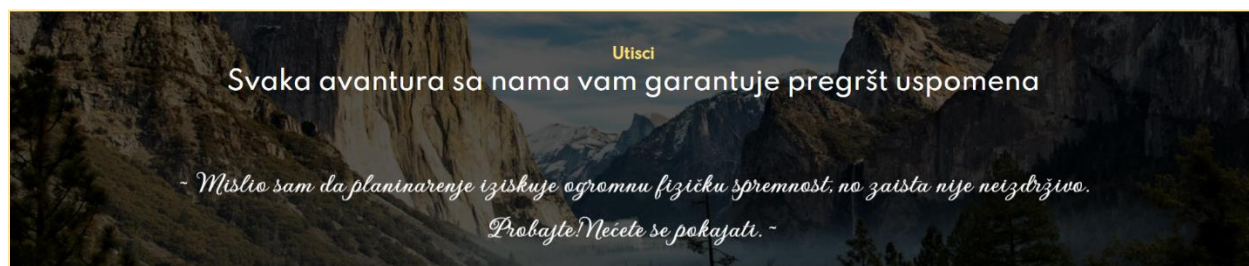 Utisci
Svaka avantura sa nama vam garantuje pregršt uspomena
~ Mislio sam da planinarenje iziskuje ogromnu fizičku spremnost, no zaista nije neizdrživo.
Probajte!Nećete se pokajati. ~